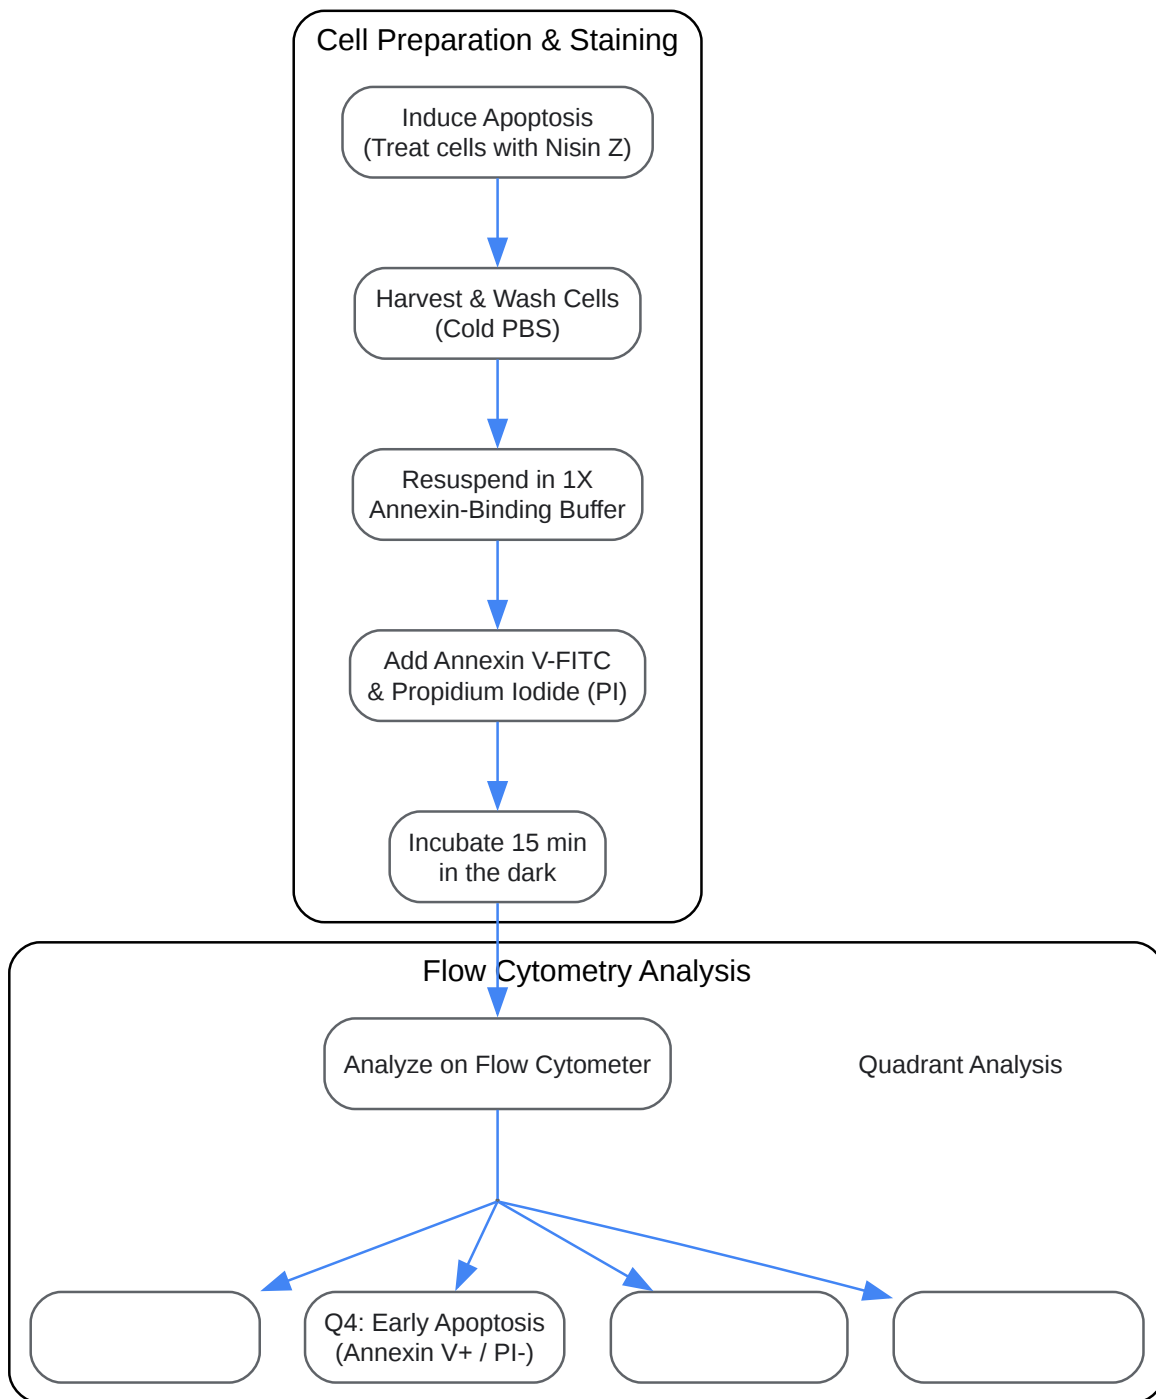 Cell Preparation & Staining
Induce Apoptosis
(Treat cells with Nisin Z)
Harvest & Wash Cells
(Cold PBS)
Resuspend in 1X
Annexin-Binding Buffer
Add Annexin V-FITC
& Propidium Iodide (PI)
Incubate 15 min
in the dark
Flow Cytometry Analysis
Analyze on Flow Cytometer
Quadrant Analysis
Q4: Early Apoptosis
(Annexin V+ / PI-)